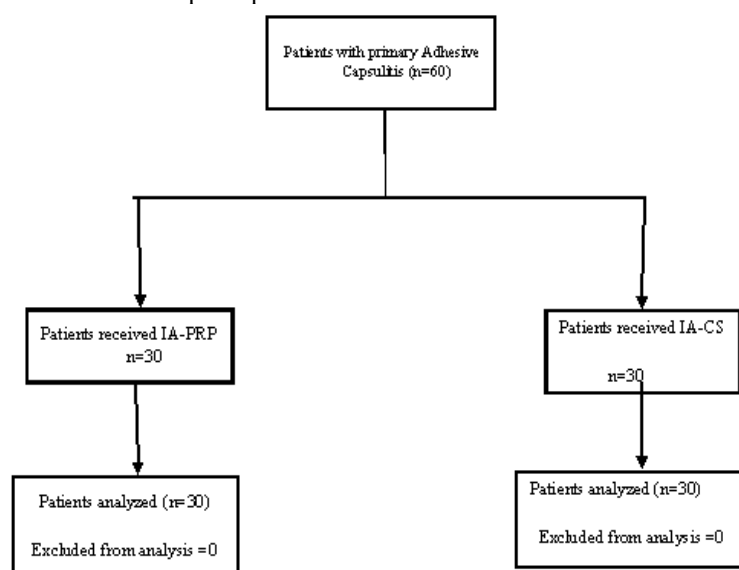 Patients with primary Adhesive
Capsulitis (n=60)
Patients received IA-PRP
n=30
Patients received IA-CS
n=30
Patients analyzed (n=30)
Excluded from analysis =0
Patients analyzed (n=30)
Excluded from analysis =0